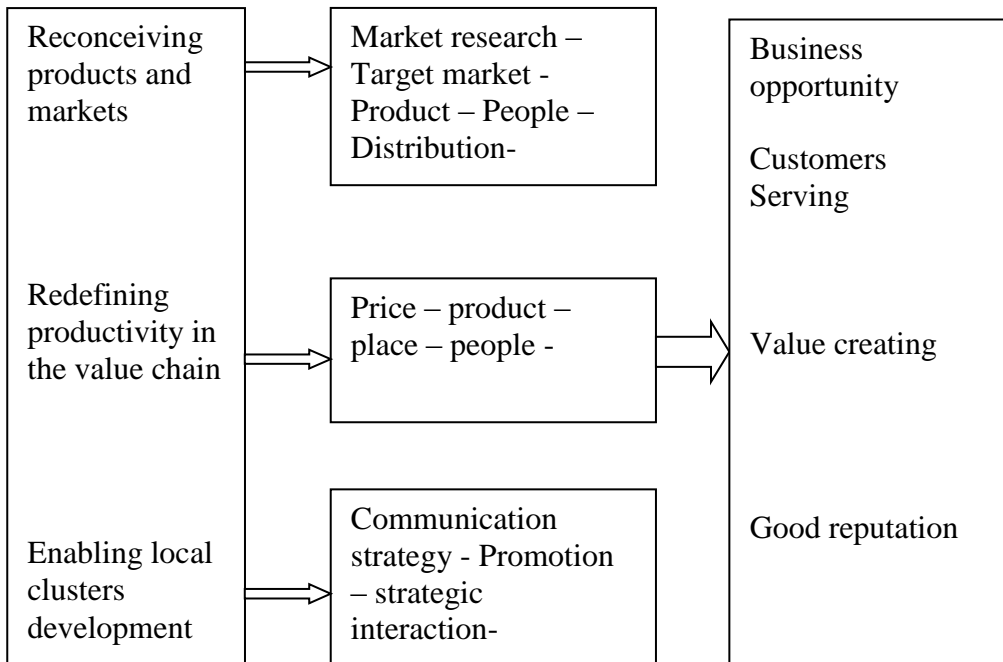 Reconceiving
products and
markets
Market research –
Target market -
Product – People –
Distribution-
Business
opportunity
Customers
Serving
Redefining
productivity in
the value chain
Price – product –
place – people -
Value creating
Enabling local
clusters
development
Communication
strategy - Promotion
– strategic
interaction-
Good reputation